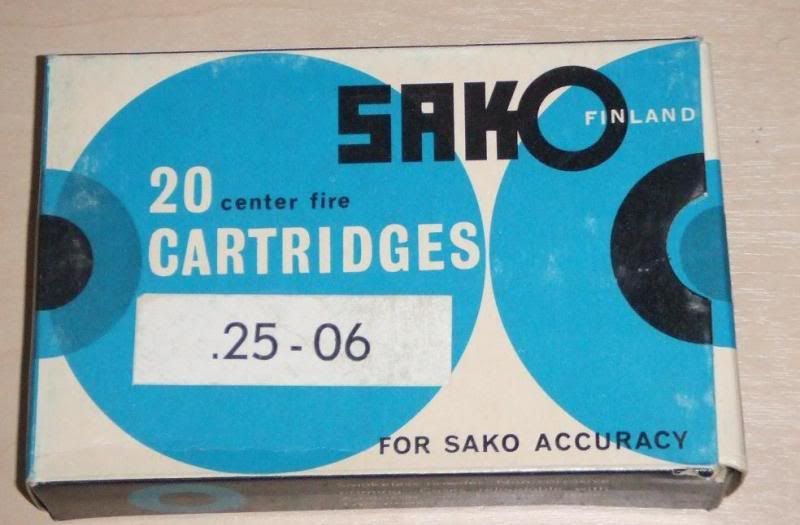 SAKO
FINLAND
20 center fire
CARTRIDGES
.25-06
FOR SAKO ACCURACY